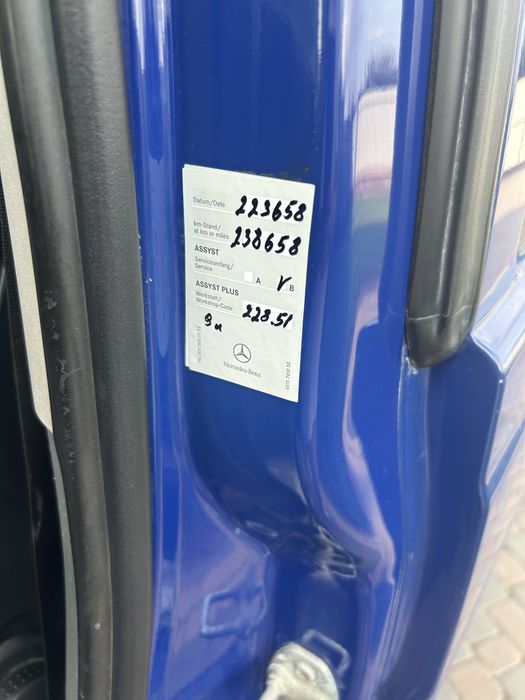 Datum/Date 223658
km-Stand/
at km or miles 238658
ASSYST
Serviceumfang/
Service A V B
ASSYST PLUS
Werkstatt/
Workshop-Code 228.51
9л
Mercedes-Benz